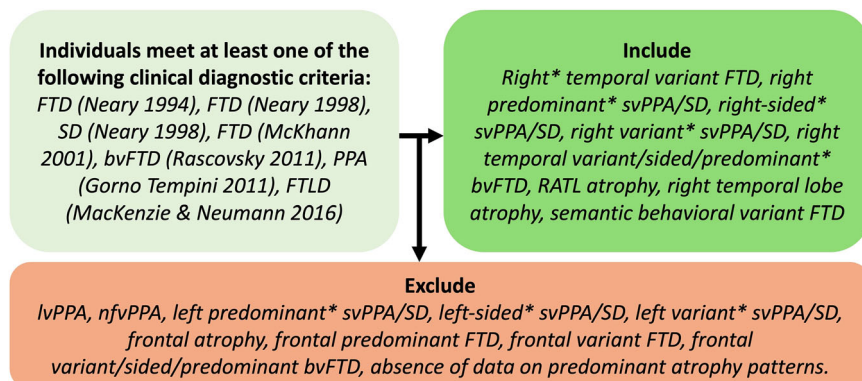 Individuals meet at least one of the
following clinical diagnostic criteria:
FTD (Neary 1994), FTD (Neary 1998),
SD (Neary 1998), FTD (McKhann
2001), bvFTD (Rascovsky 2011), PPA
(Gorno Tempini 2011), FTLD
(MacKenzie & Neumann 2016)
Include
Right* temporal variant FTD, right
predominant* svPPA/SD, right-sided*
svPPA/SD, right variant* svPPA/SD, right
temporal variant/sided/predominant*
bvFTD, RATL atrophy, right temporal lobe
atrophy, semantic behavioral variant FTD
Exclude
lvPPA, nfvPPA, left predominant* svPPA/SD, left-sided* svPPA/SD, left variant* svPPA/SD,
frontal atrophy, frontal predominant FTD, frontal variant FTD, frontal
variant/sided/predominant bvFTD, absence of data on predominant atrophy patterns.